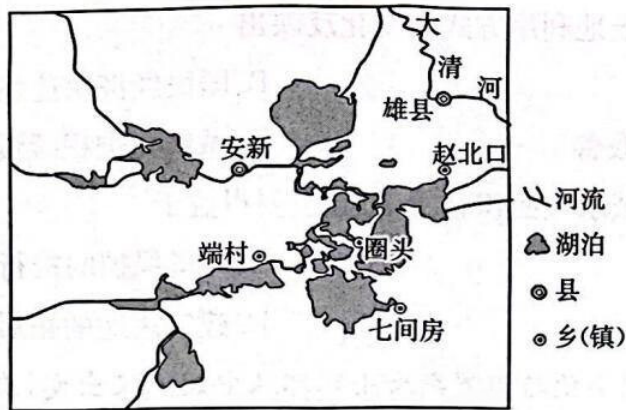 大
清
河
雄县
安新
赵北口
端村
圈头
七间房
河流
湖泊
县
乡(镇)